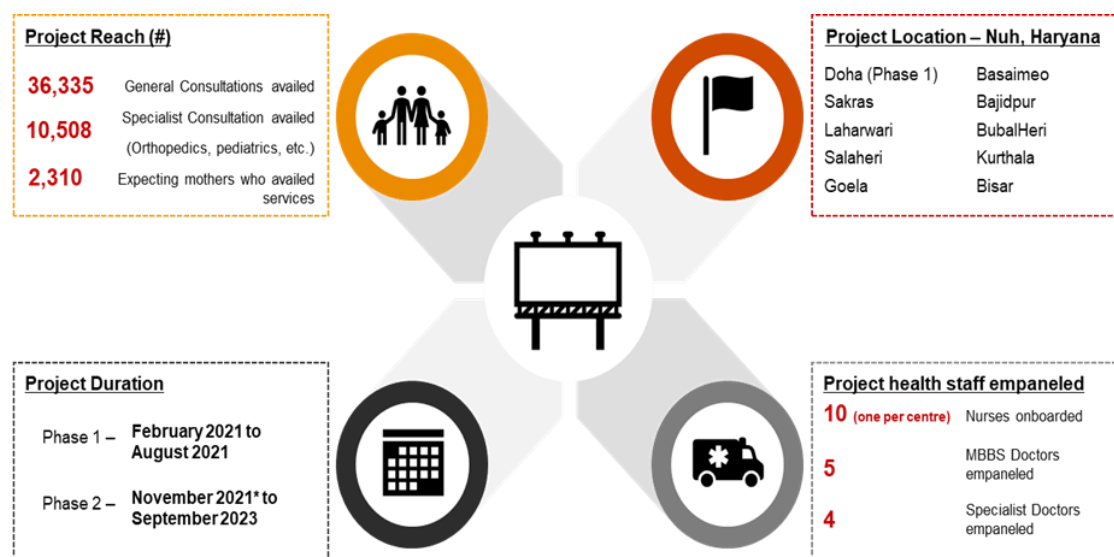 Project Reach (#)
36,335 General Consultations availed
10,508 Specialist Consultation availed
(Orthopedics, pediatrics, etc.)
2,310 Expecting mothers who availed
services
Project Location – Nuh, Haryana
Doha (Phase 1) Basaimeo
Sakras Bajidpur
Laharwari BubalHeri
Salaheri Kurthala
Goela Bisar
Project Duration
Phase 1 – February 2021 to
August 2021
Phase 2 – November 2021* to
September 2023
Project health staff empaneled
10 (one per centre) Nurses onboarded
5 MBBS Doctors
empaneled
4 Specialist Doctors
empaneled